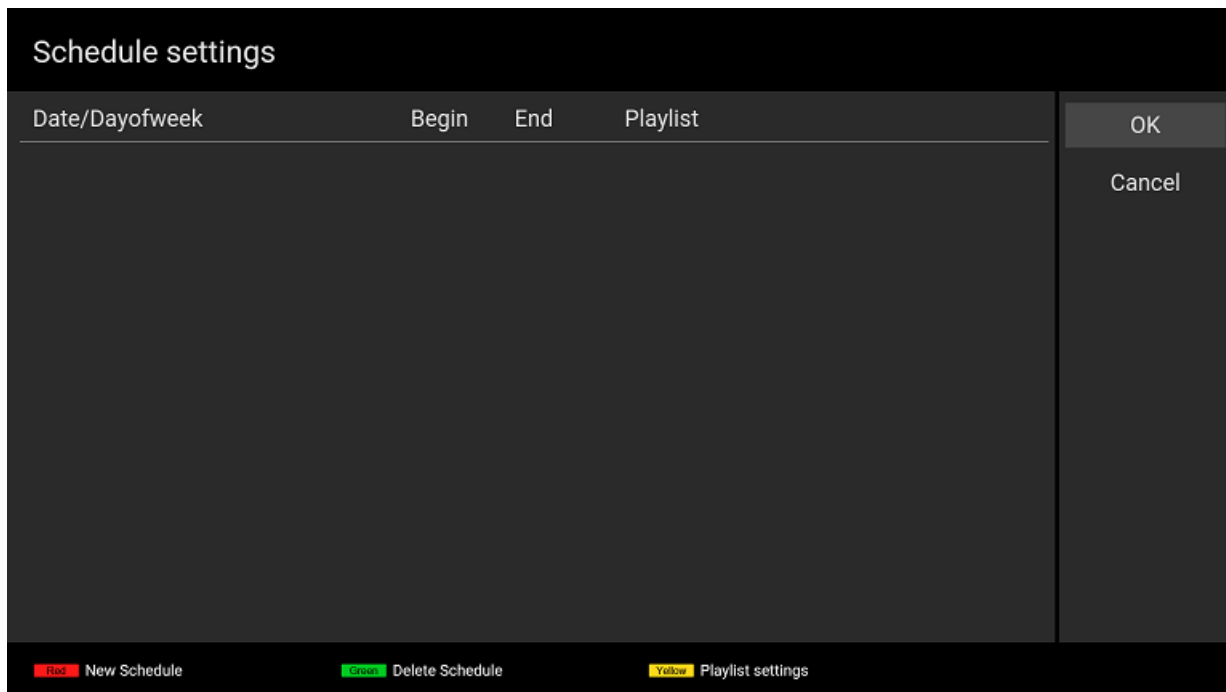 Schedule settings
Date/Dayofweek Begin End Playlist
OK
Cancel
Red New Schedule Green Delete Schedule Yellow Playlist settings